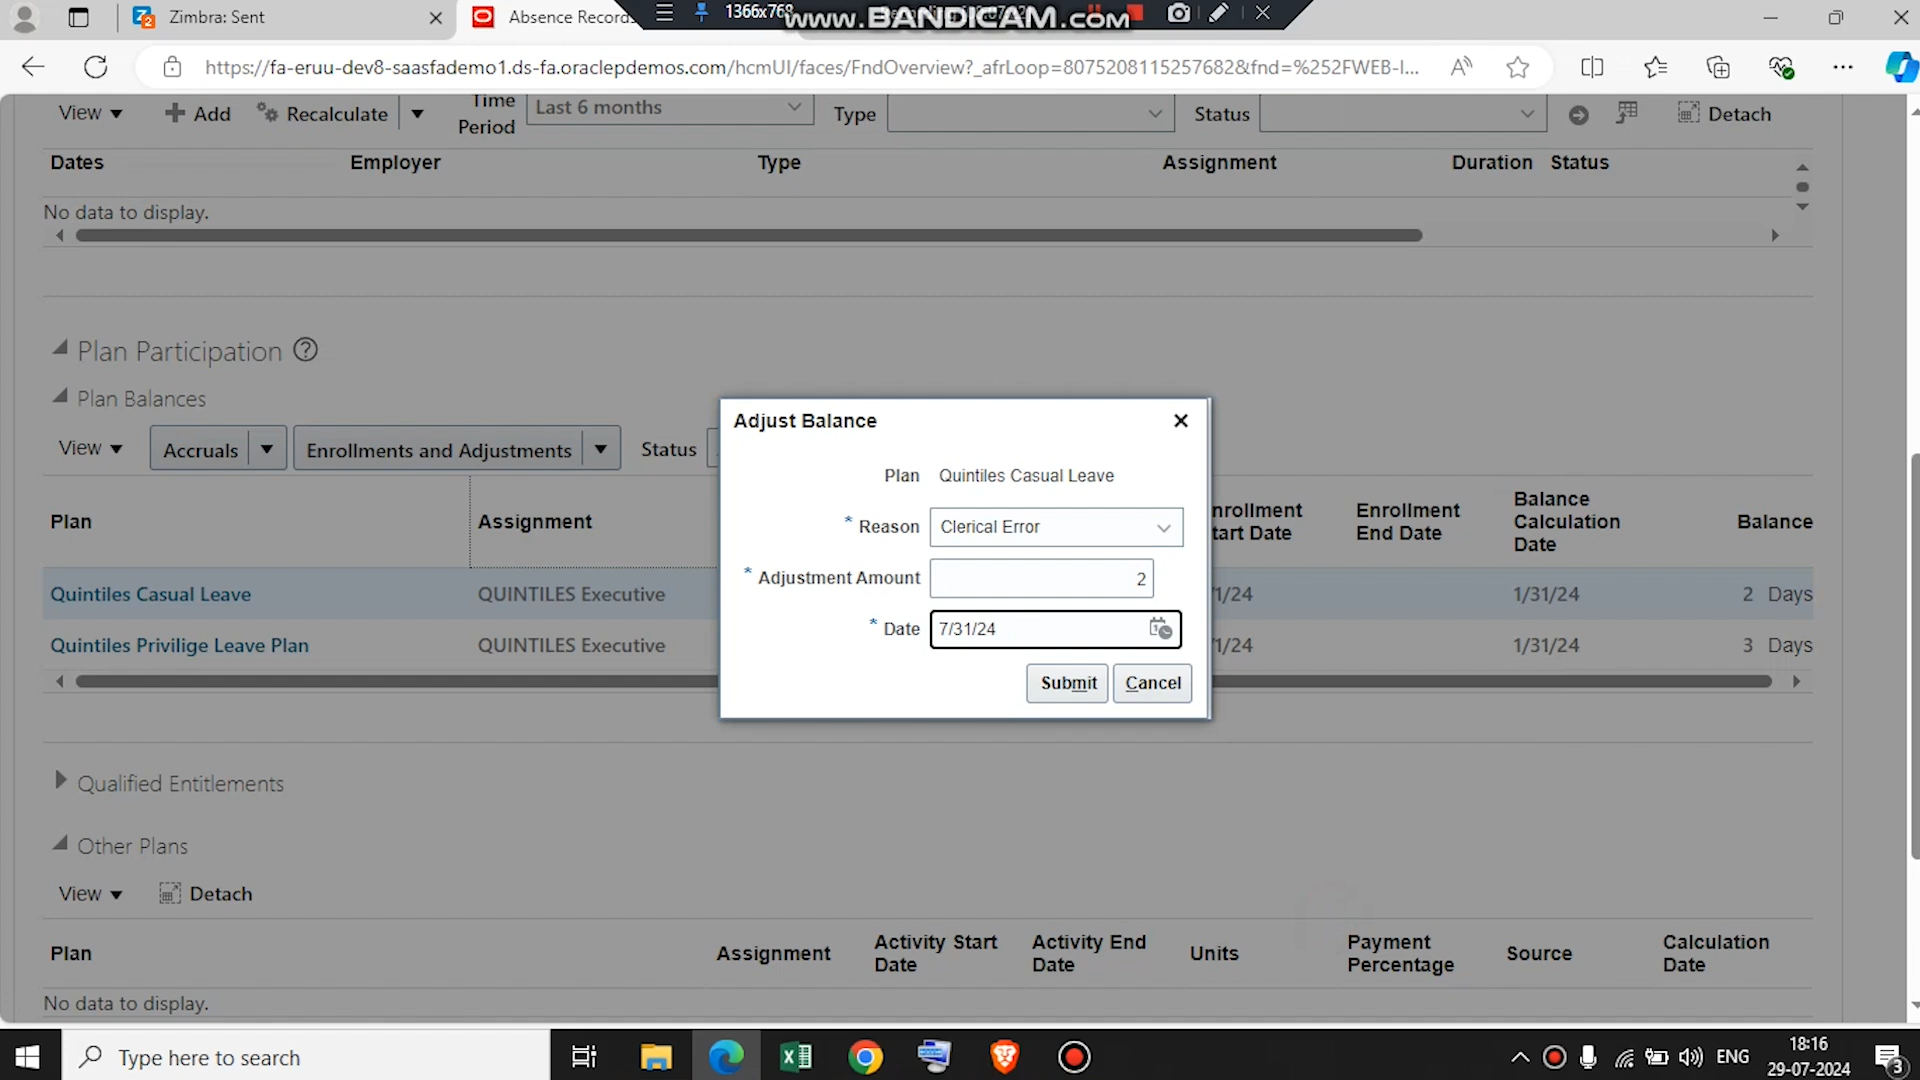 Zimbra: Sent
Absence Records
1366x768
www.BANDICAM.com
https://fa-eruu-dev8-saasfademo1.ds-fa.oraclepdemos.com/hcmUI/faces/FndOverview?_afrLoop=8075208115257682&fnd=%252FWEB-I...
View
Add
Recalculate
Time Period
Last 6 months
Type
Status
Detach
Dates Employer Type Assignment Duration Status
No data to display.
Plan Participation
Plan Balances
View
Accruals
Enrollments and Adjustments
Status
Plan
Assignment
nrollment
tart Date
Enrollment
End Date
Balance
Calculation
Date
Balance
Quintiles Casual Leave QUINTILES Executive /1/24 1/31/24 2 Days
Quintiles Privilige Leave Plan QUINTILES Executive /1/24 1/31/24 3 Days
Adjust Balance
Plan Quintiles Casual Leave
* Reason Clerical Error
* Adjustment Amount 2
* Date 7/31/24
Submit Cancel
Qualified Entitlements
Other Plans
View
Detach
Plan
Assignment
Activity Start
Date
Activity End
Date
Units
Payment
Percentage
Source
Calculation
Date
No data to display.
Type here to search
ENG
18:16
29-07-2024
3